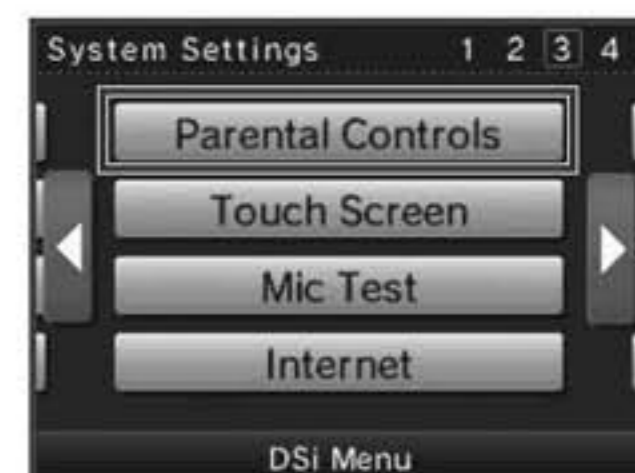 System Settings 1 2 3 4
Parental Controls
Touch Screen
Mic Test
Internet
DSi Menu